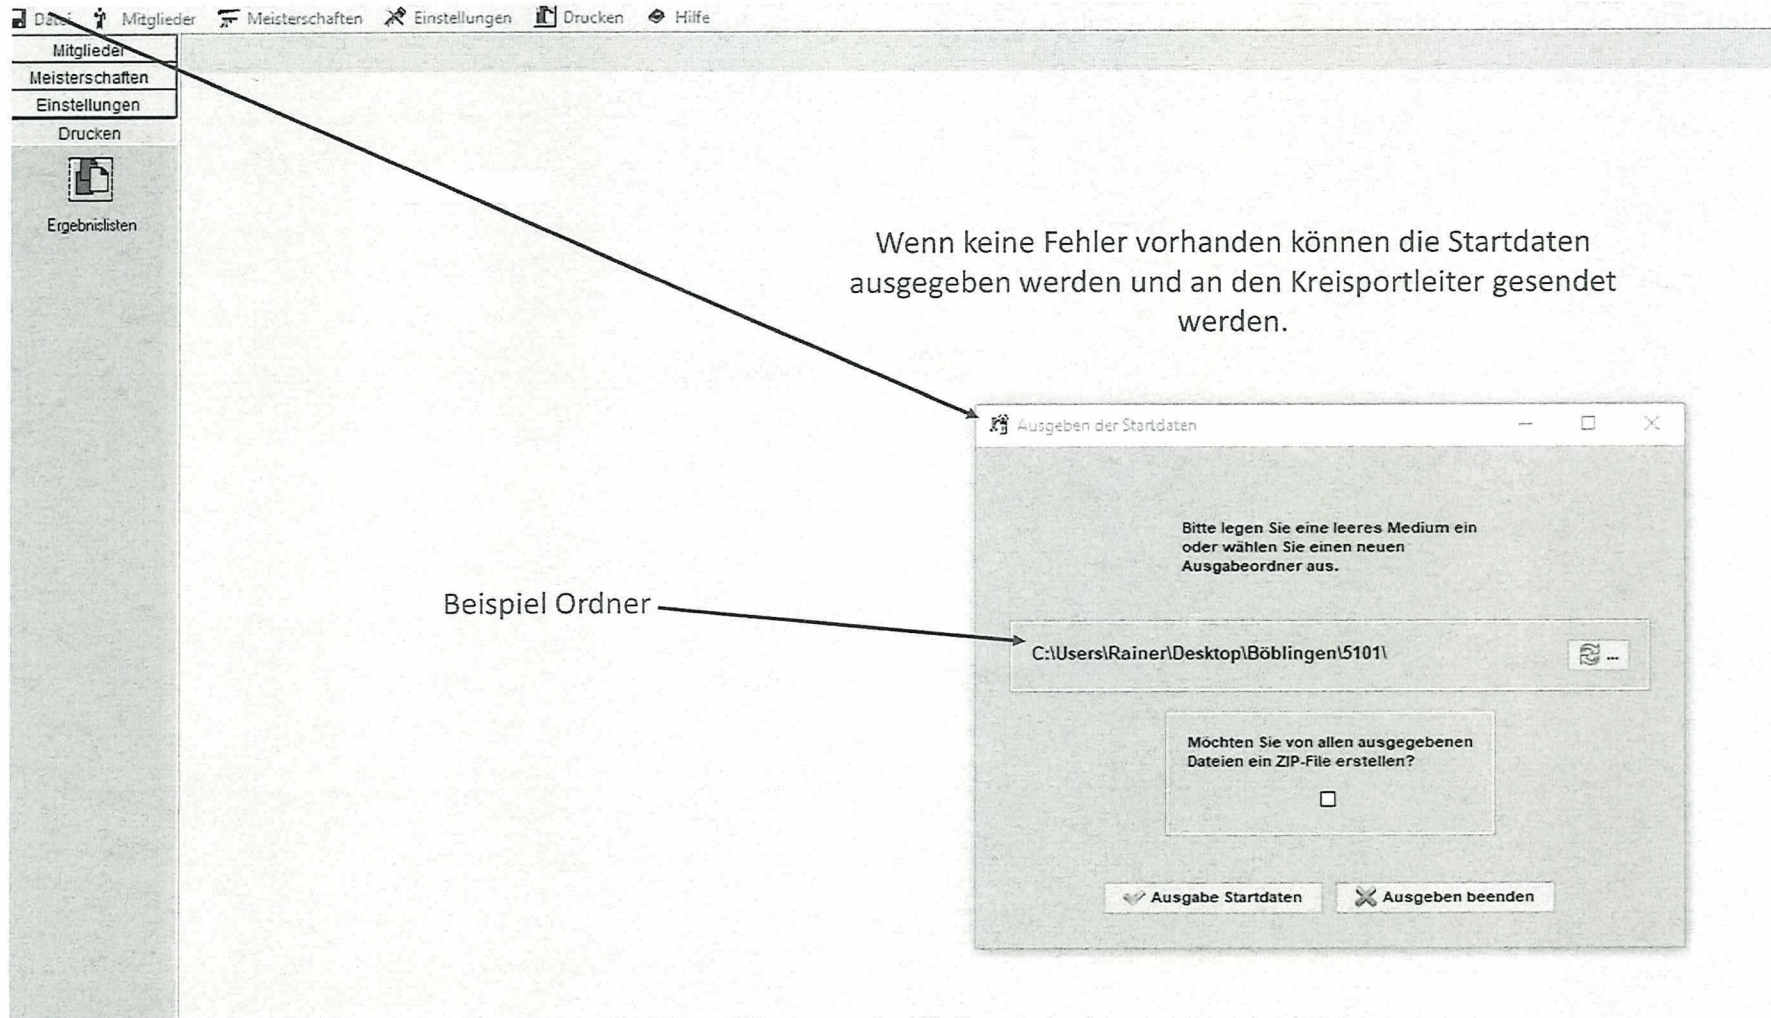 Datei Mitglieder Meisterschaften Einstellungen Drucken Hilfe
Mitglieder
Meisterschaften
Einstellungen
Drucken
Ergebnislisten
Wenn keine Fehler vorhanden können die Startdaten
ausgegeben werden und an den Kreisportleiter gesendet
werden.
Ausgeben der Startdaten
Bitte legen Sie eine leeres Medium ein
oder wählen Sie einen neuen
Ausgabeordner aus.
Beispiel Ordner
C:\Users\Rainer\Desktop\Böblingen\5101\
...
Möchten Sie von allen ausgegebenen
Dateien ein ZIP-File erstellen?
Ausgabe Startdaten Ausgeben beenden